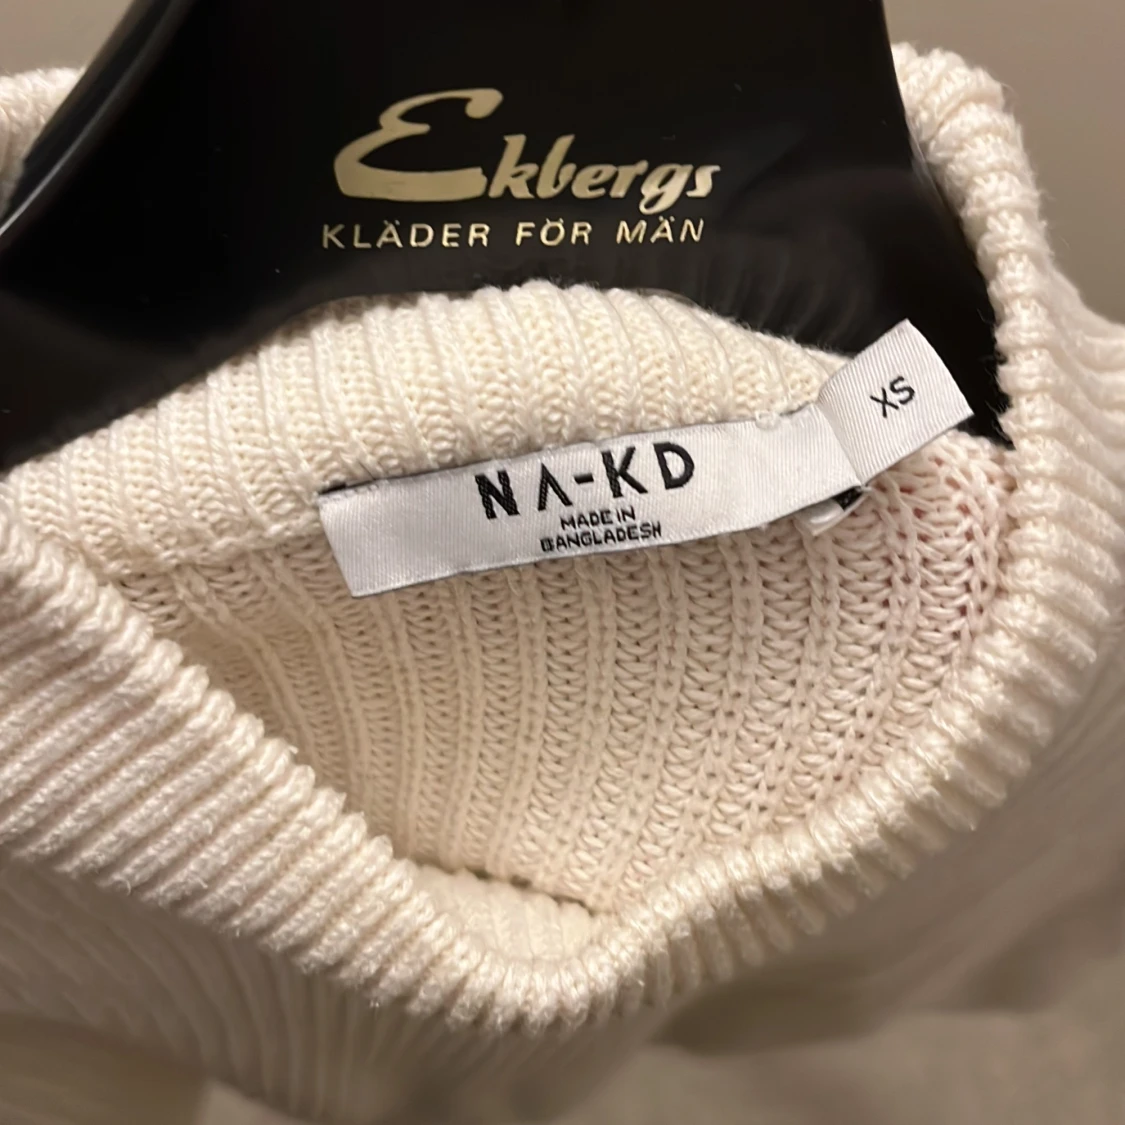 Ekbergs
KLÄDER FÖR MÄN
XS
NA-KD
MADE IN
BANGLADESH